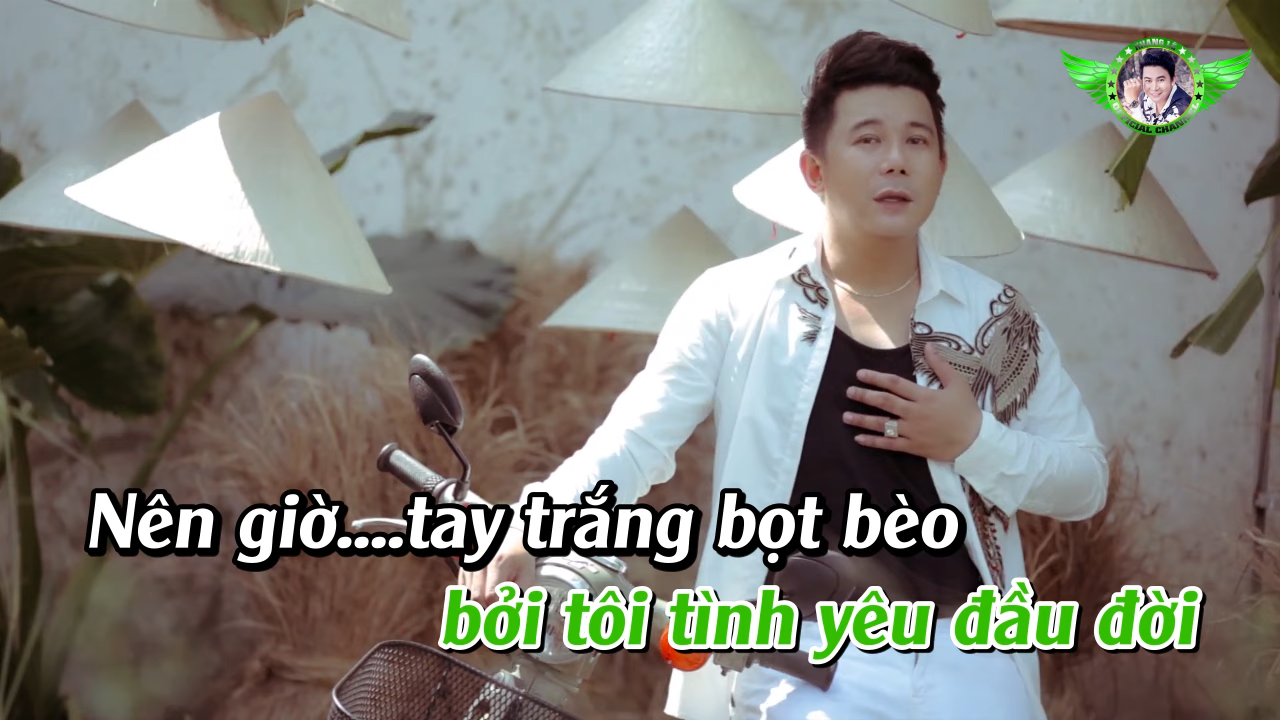 Nên giờ....tay trắng bọt bèo
bởi tôi tình yêu đầu đời